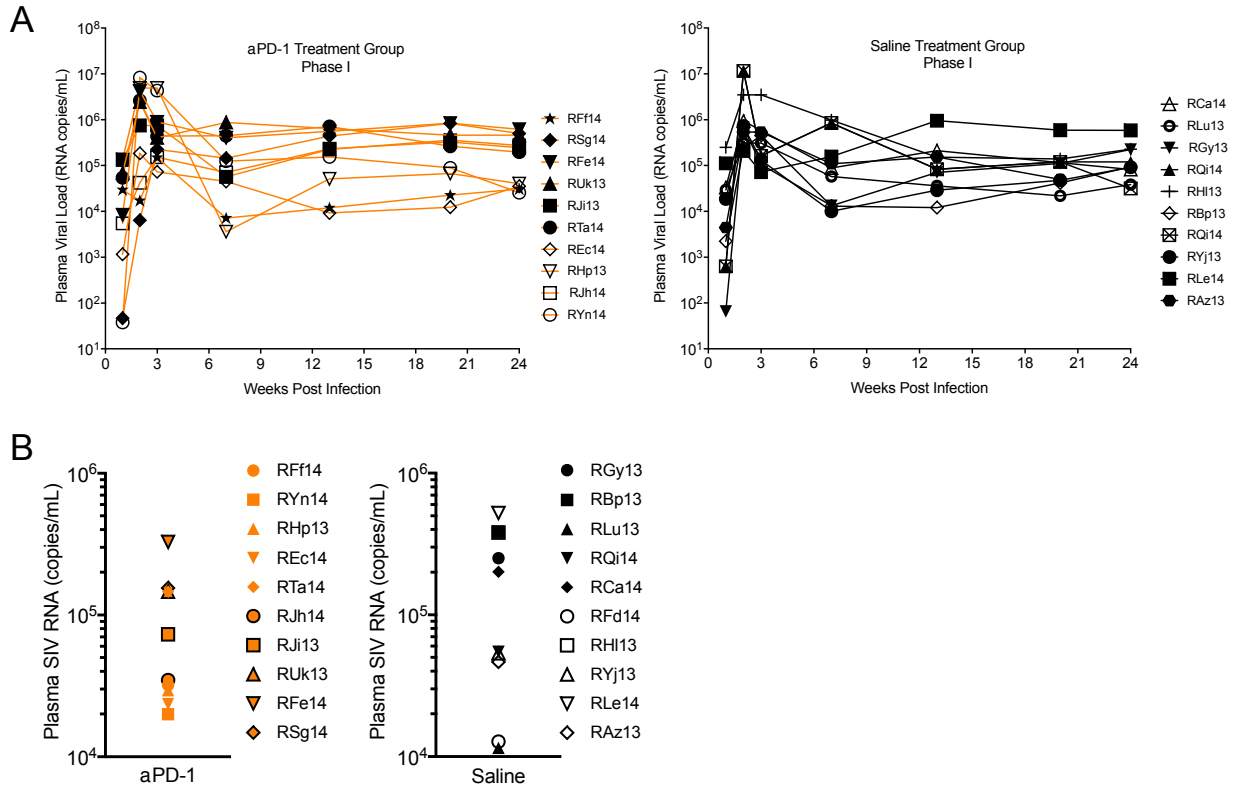 A
aPD-1 Treatment Group
Phase I
Plasma Viral Load (RNA copies/mL)
10^8
10^7
10^6
10^5
10^4
10^3
10^2
10^1
0 3 6 9 12 15 18 21 24
Weeks Post Infection
RFf14
RSg14
RFe14
RUk13
RJi13
RTa14
REc14
RHp13
RJh14
RYn14
Saline Treatment Group
Phase I
Plasma Viral Load (RNA copies/mL)
10^8
10^7
10^6
10^5
10^4
10^3
10^2
10^1
0 3 6 9 12 15 18 21 24
Weeks Post Infection
RCa14
RLu13
RGy13
RQi14
RHl13
RBp13
RQi14
RYj13
RLe14
RAz13
B
Plasma SIV RNA (copies/mL)
10^6
10^5
10^4
aPD-1
RFf14
RYn14
RHp13
REc14
RTa14
RJh14
RJi13
RUk13
RFe14
RSg14
Plasma SIV RNA (copies/mL)
10^6
10^5
10^4
Saline
RGy13
RBp13
RLu13
RQi14
RCa14
RFd14
RHl13
RYj13
RLe14
RAz13